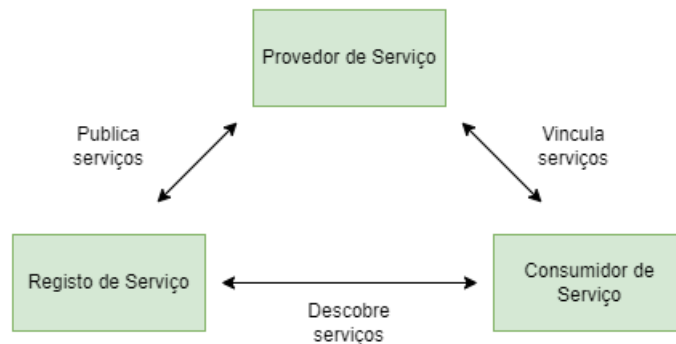 Provedor de Serviço
Publica
serviços
Vincula
serviços
Registo de Serviço
Consumidor de
Serviço
Descobre
serviços